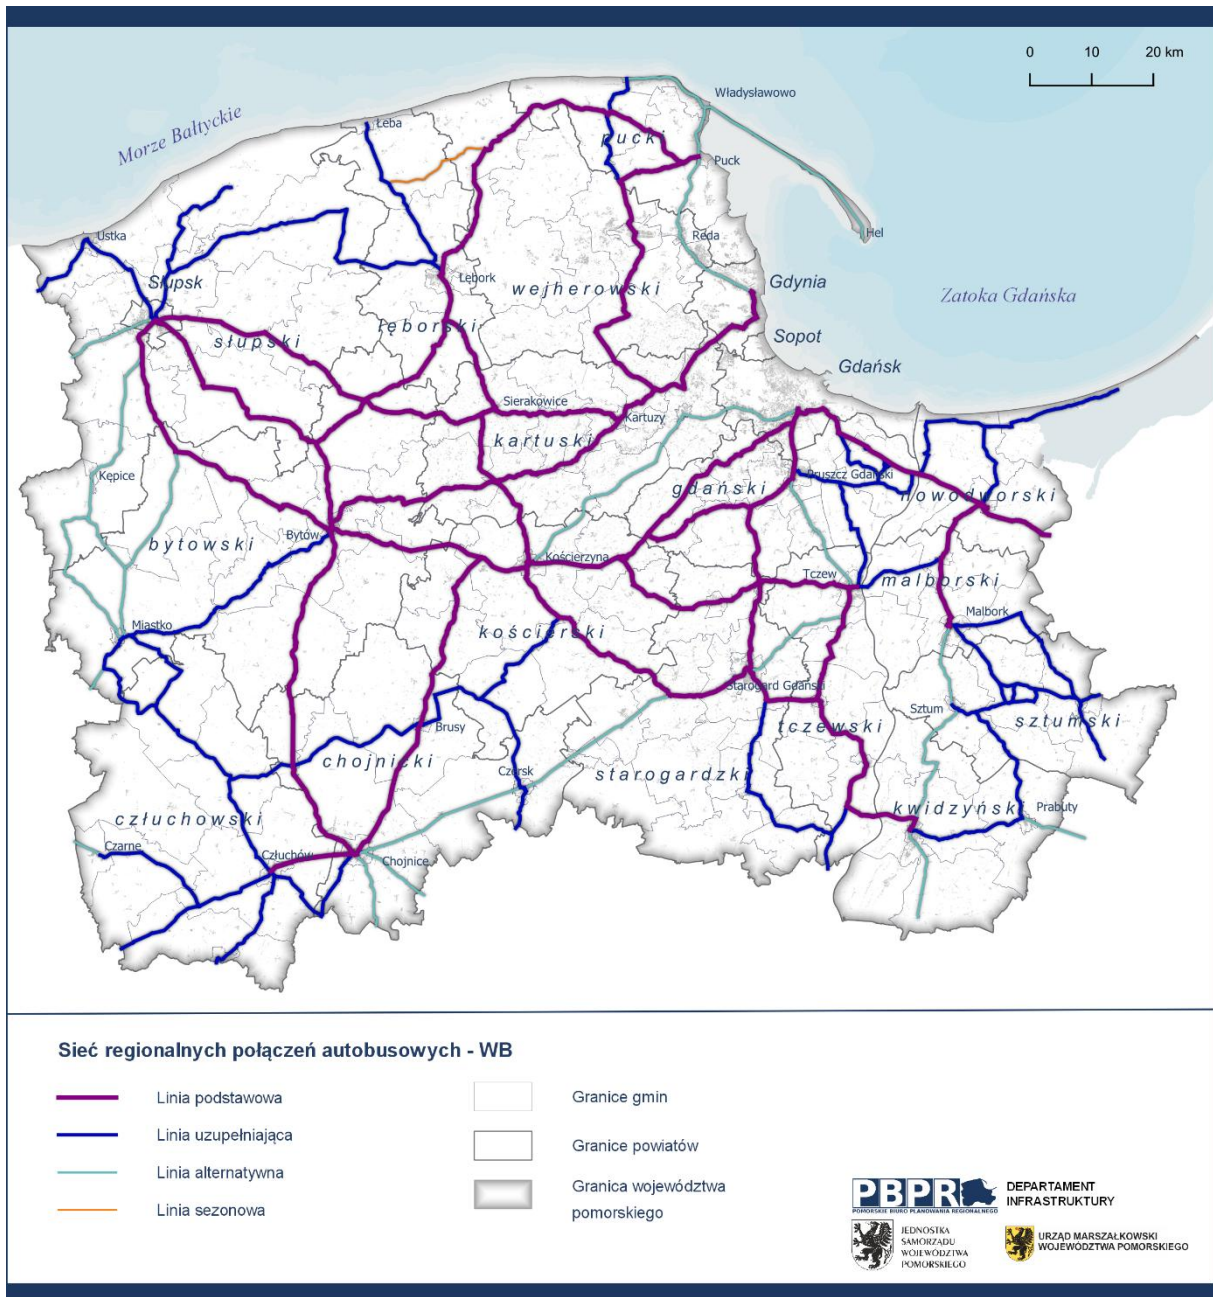 0 10 20 km
Władysławowo
Morze Bałtyckie
Łeba
pucki
Puck
Ustka
Reda
Hel
Słupsk
Lębork
wejherowski
Gdynia
Zatoka Gdańska
słupski
lęborski
Sopot
Gdańsk
Sierakowice
Kartuzy
kartuski
Kępice
gdański
Pruszcz Gdański
nowodworski
bytowski
Bytów
Kościerzyna
Tczew
malborski
Miastko
kościerski
Malbork
Starogard Gdański
Brusy
tczewski
Sztum
sztumski
chojnicki
Czersk
starogardzki
człuchowski
kwidzyński
Prabuty
Czarne
Człuchów
Chojnice
Sieć regionalnych połączeń autobusowych - WB
Linia podstawowa
Linia uzupełniająca
Linia alternatywna
Linia sezonowa
Granice gmin
Granice powiatów
Granica województwa
pomorskiego
PBPR
POMORSKIE BIURO PLANOWANIA REGIONALNEGO
DEPARTAMENT
INFRASTRUKTURY
JEDNOSTKA
SAMORZĄDU
WOJEWÓDZTWA
POMORSKIEGO
URZĄD MARSZAŁKOWSKI
WOJEWÓDZTWA POMORSKIEGO